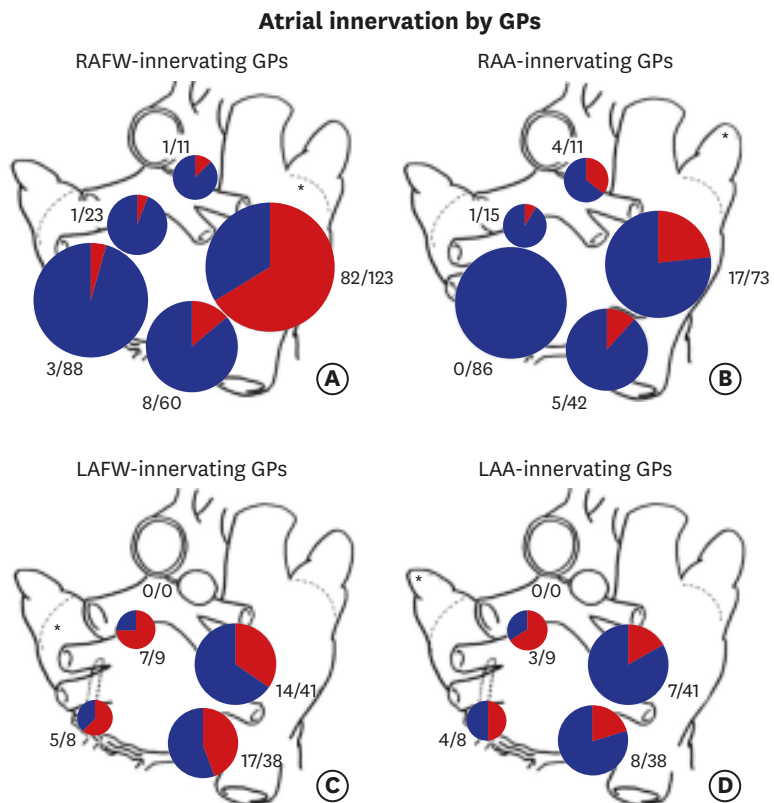 Atrial innervation by GPs
RAFW-innervating GPs
1/11
*
1/23
82/123
3/88
8/60
A
RAA-innervating GPs
*
4/11
1/15
17/73
0/86
5/42
B
LAFW-innervating GPs
0/0
*
7/9
14/41
5/8
17/38
C
LAA-innervating GPs
*
0/0
3/9
7/41
4/8
8/38
D